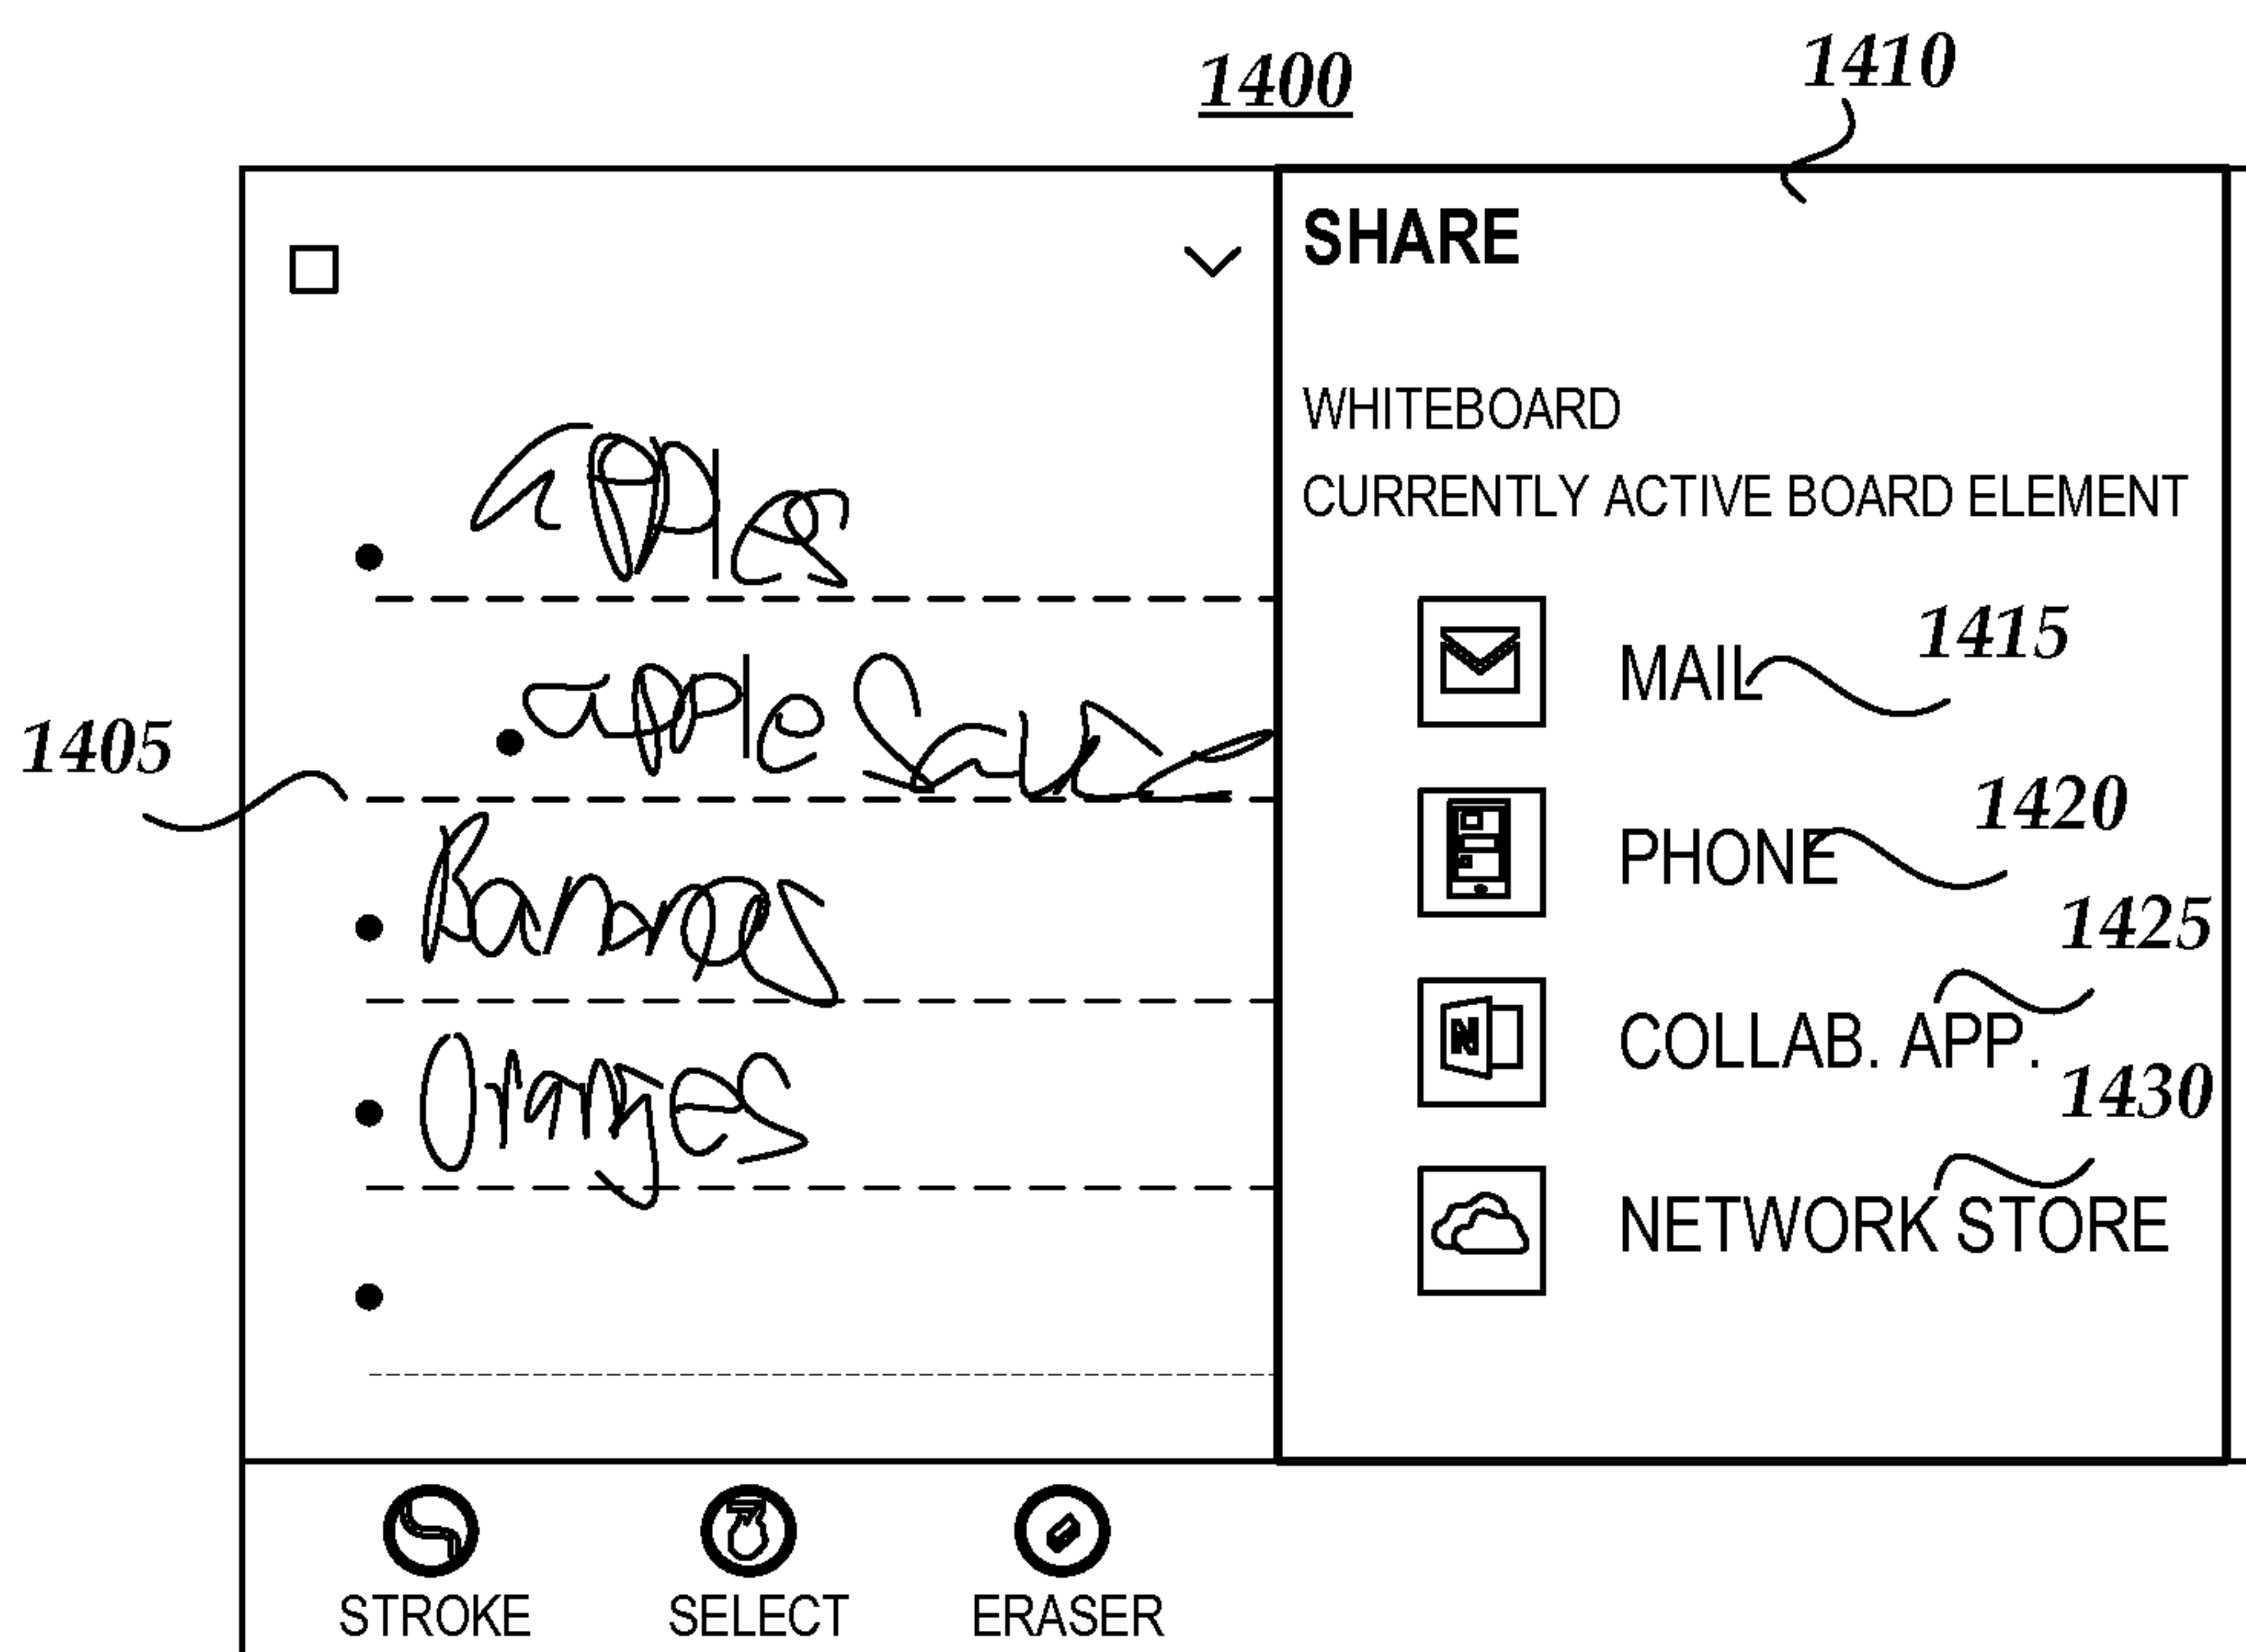 1400
1410
SHARE
WHITEBOARD
CURRENTLY ACTIVE BOARD ELEMENT
• Apples
• apple Sauce
1405
• Bananas
• Oranges
•
MAIL
1415
PHONE
1420
N
COLLAB. APP.
1425
NETWORK STORE
1430
STROKE
SELECT
ERASER